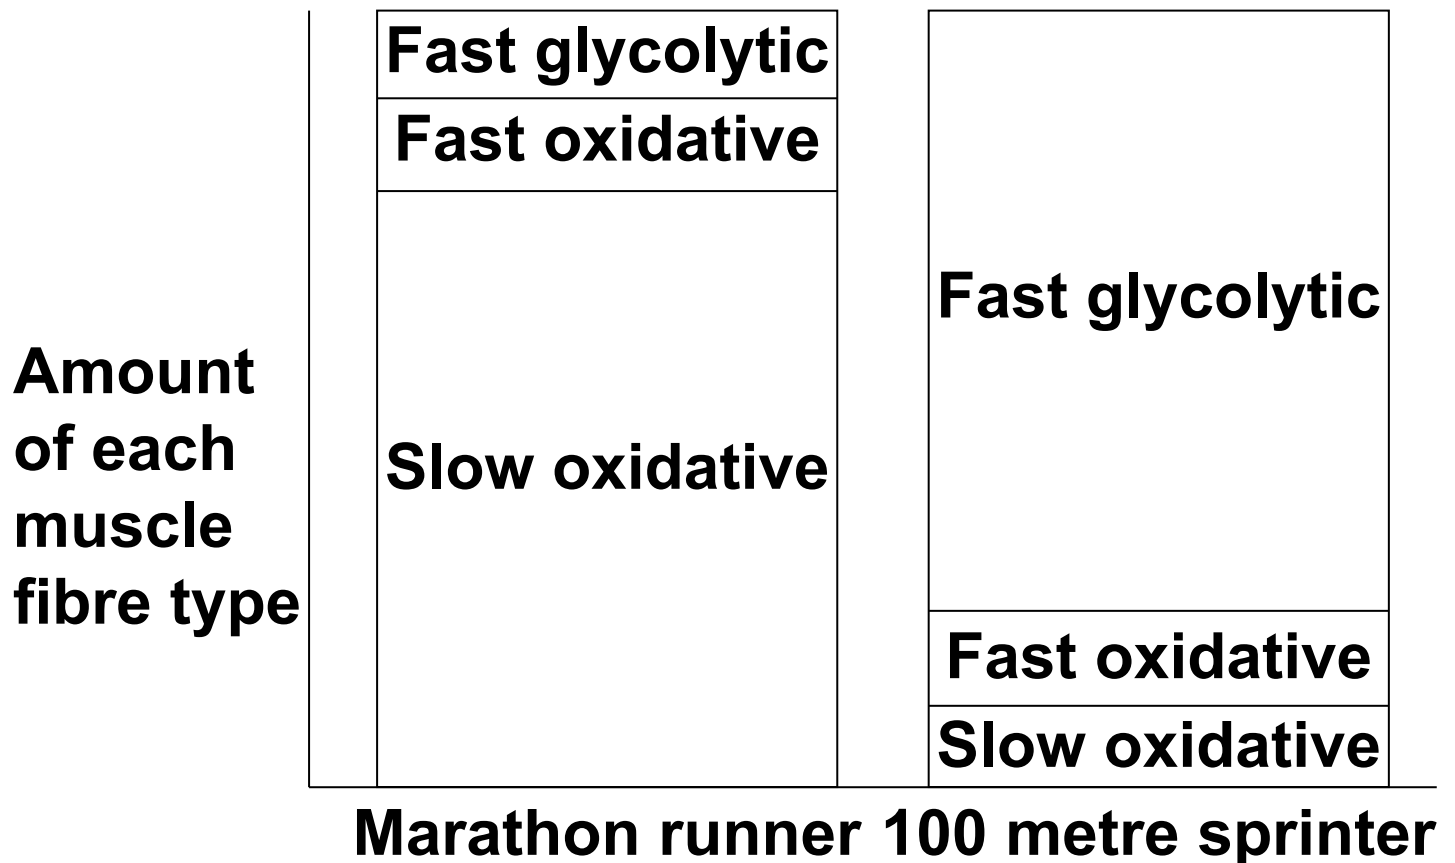 Amount
of each
muscle
fibre type
Fast glycolytic
Fast oxidative
Slow oxidative
Fast glycolytic
Fast oxidative
Slow oxidative
Marathon runner 100 metre sprinter